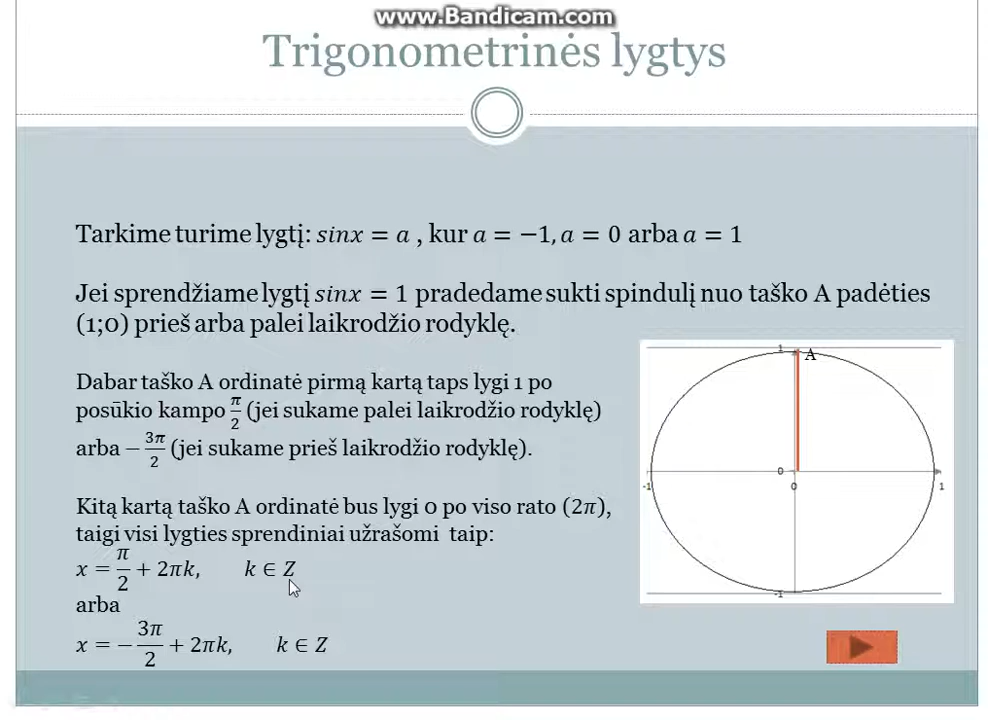 www.Bandicam.com
Trigonometrinės lygtys
Tarkime turime lygtį: sinx = a , kur a = −1, a = 0 arba a = 1
Jei sprendžiame lygtį sinx = 1 pradedame sukti spindulį nuo taško A padėties
(1;0) prieš arba palei laikrodžio rodyklę.
Dabar taško A ordinatė pirmą kartą taps lygi 1 po
posūkio kampo π/2 (jei sukame palei laikrodžio rodyklę)
arba − 3π/2 (jei sukame prieš laikrodžio rodyklę).
Kitą kartą taško A ordinatė bus lygi 0 po viso rato (2π),
taigi visi lygties sprendiniai užrašomi taip:
x = π/2 + 2πk, k ∈ Z
arba
x = − 3π/2 + 2πk, k ∈ Z
1 A
0
-1 0 1
-1